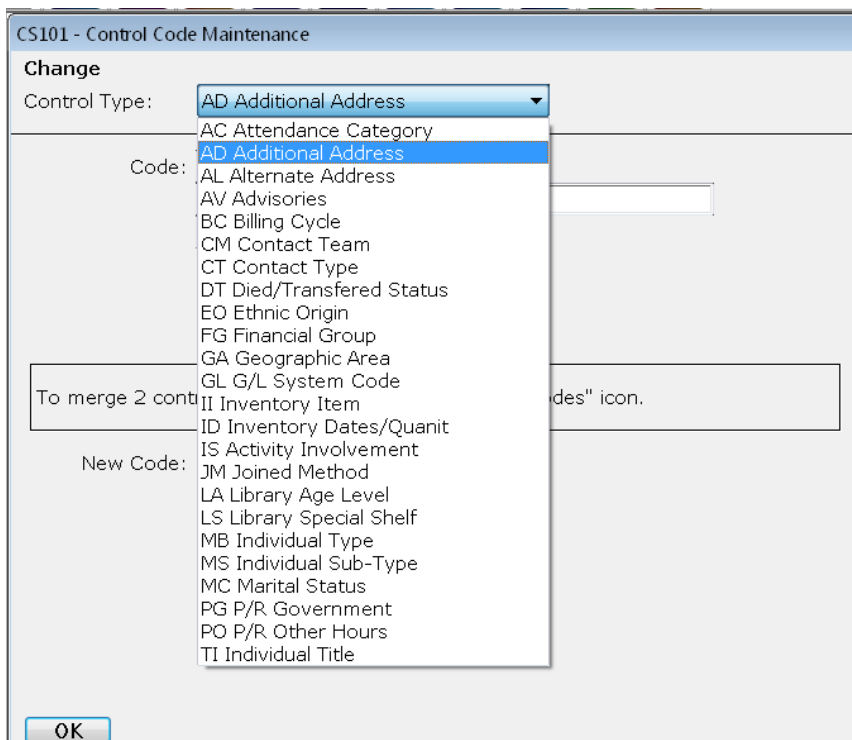 CS101 - Control Code Maintenance
Change
Control Type: AD Additional Address
AC Attendance Category
AD Additional Address
Code:
AL Alternate Address
AV Advisories
BC Billing Cycle
CM Contact Team
CT Contact Type
DT Died/Transfered Status
EO Ethnic Origin
FG Financial Group
GA Geographic Area
GL G/L System Code
To merge 2 cont des" icon.
II Inventory Item
ID Inventory Dates/Quanit
IS Activity Involvement
New Code:
JM Joined Method
LA Library Age Level
LS Library Special Shelf
MB Individual Type
MS Individual Sub-Type
MC Marital Status
PG P/R Government
PO P/R Other Hours
TI Individual Title
OK